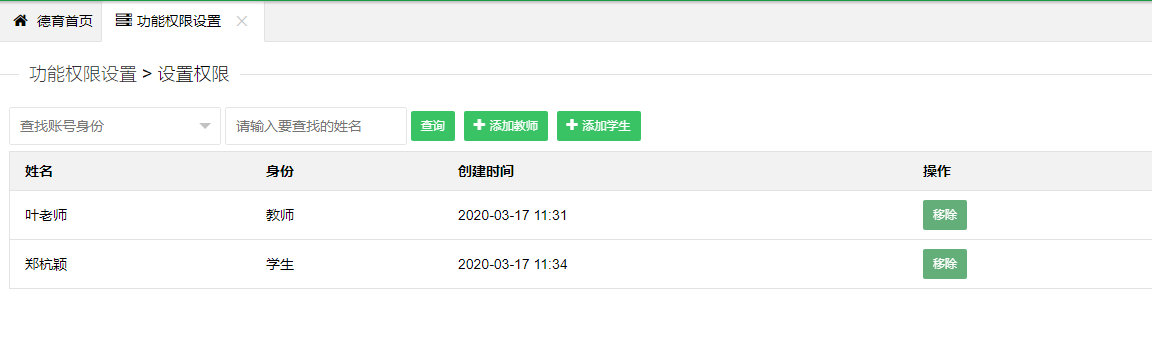 德育首页 功能权限设置
功能权限设置 > 设置权限
查找账号身份 请输入要查找的姓名 查询 添加教师 添加学生
姓名 身份 创建时间 操作
叶老师 教师 2020-03-17 11:31 移除
郑杭颖 学生 2020-03-17 11:34 移除